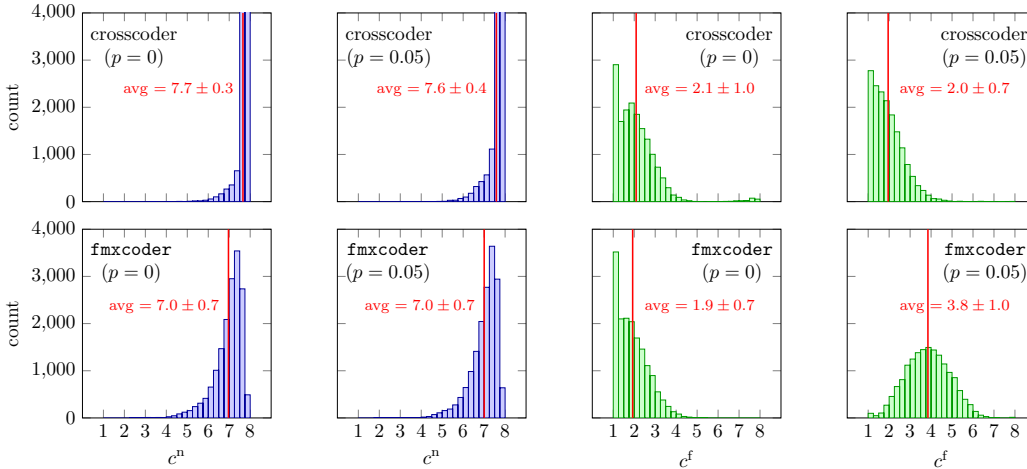 4,000
3,000
2,000
1,000
0
count
crosscoder
(p = 0)
avg = 7.7 ± 0.3
crosscoder
(p = 0.05)
avg = 7.6 ± 0.4
crosscoder
(p = 0)
avg = 2.1 ± 1.0
crosscoder
(p = 0.05)
avg = 2.0 ± 0.7
4,000
3,000
2,000
1,000
0
count
fmxcoder
(p = 0)
avg = 7.0 ± 0.7
fmxcoder
(p = 0.05)
avg = 7.0 ± 0.7
fmxcoder
(p = 0)
avg = 1.9 ± 0.7
fmxcoder
(p = 0.05)
avg = 3.8 ± 1.0
1 2 3 4 5 6 7 8
1 2 3 4 5 6 7 8
1 2 3 4 5 6 7 8
1 2 3 4 5 6 7 8
cⁿ
cⁿ
cᶠ
cᶠ